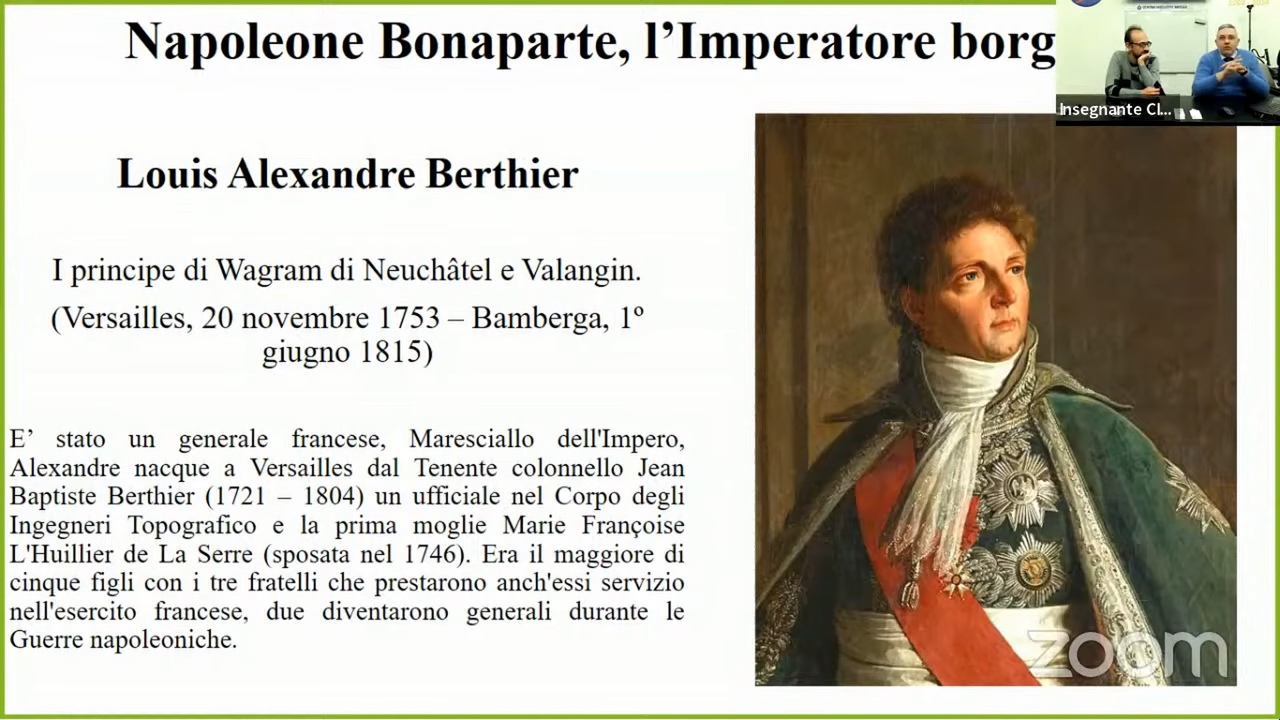 Napoleone Bonaparte, l’Imperatore borg
Insegnante Cl...
Louis Alexandre Berthier
I principe di Wagram di Neuchâtel e Valangin.
(Versailles, 20 novembre 1753 – Bamberga, 1º
giugno 1815)
E’ stato un generale francese, Maresciallo dell'Impero,
Alexandre nacque a Versailles dal Tenente colonnello Jean
Baptiste Berthier (1721 – 1804) un ufficiale nel Corpo degli
Ingegneri Topografico e la prima moglie Marie Françoise
L'Huillier de La Serre (sposata nel 1746). Era il maggiore di
cinque figli con i tre fratelli che prestarono anch'essi servizio
nell'esercito francese, due diventarono generali durante le
Guerre napoleoniche.
zoom